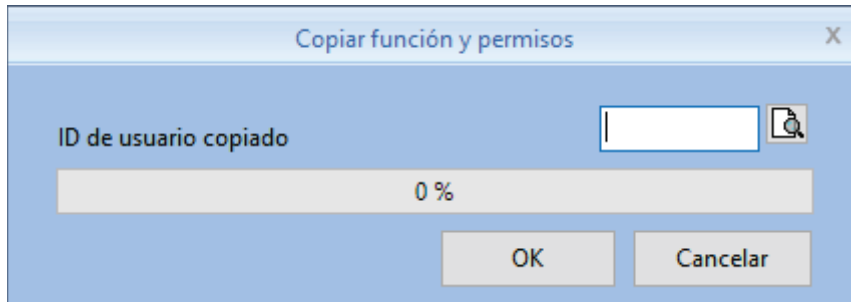 Copiar función y permisos
X
ID de usuario copiado
0 %
OK
Cancelar